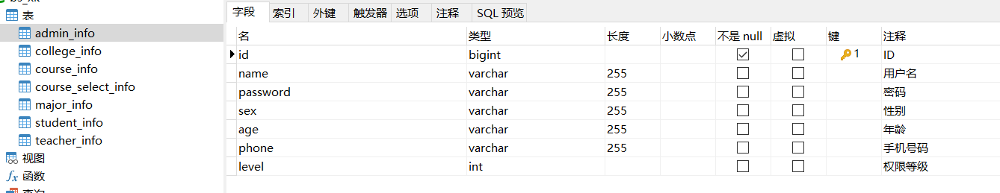 表
admin_info
college_info
course_info
course_select_info
major_info
student_info
teacher_info
视图
fx 函数
字段 索引 外键 触发器 选项 注释 SQL 预览
名 类型 长度 小数点 不是 null 虚拟 键 注释
id bigint 1 ID
name varchar 255 用户名
password varchar 255 密码
sex varchar 255 性别
age varchar 255 年龄
phone varchar 255 手机号码
level int 权限等级